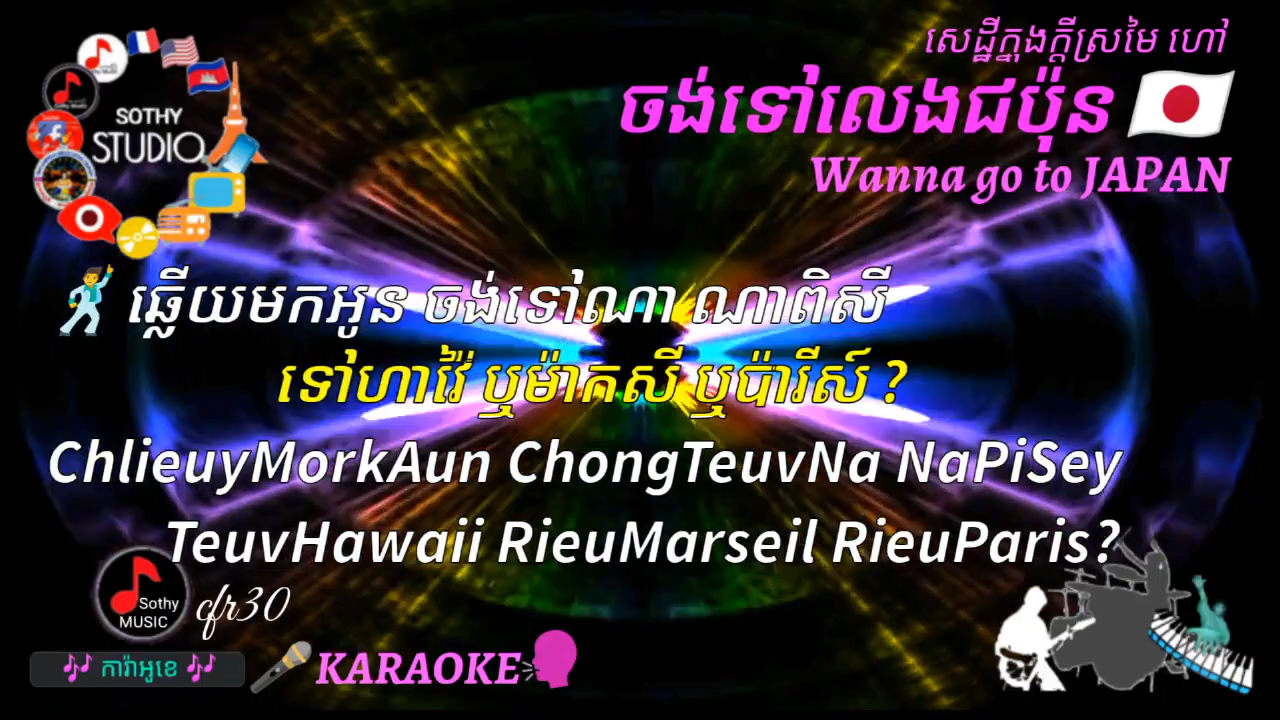 សេដ្ឋីក្នុងក្ដីស្រមៃ ហៅ
ចង់ទៅលេងជប៉ុន
Wanna go to JAPAN
SOTHY
STUDIO
ឆ្លើយមកអូន ចង់ទៅណា ណាពិសី
ទៅហាវ៉ៃ ឬម៉ាគសី ឬប៉ារីស៍ ?
ChlieuyMorkAun ChongTeuvNa NaPiSey
TeuvHawaii RieuMarseil RieuParis?
Sothy
MUSIC
cfr30
ការ៉ាអូខេ
KARAOKE